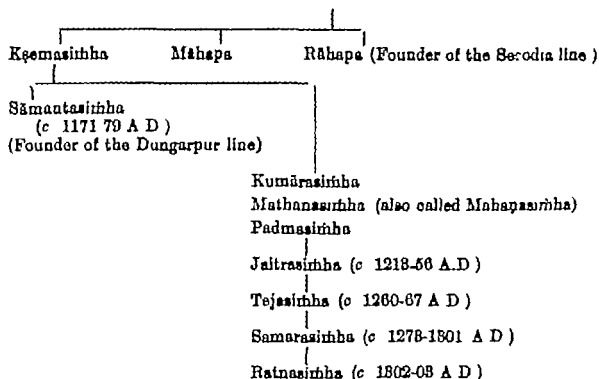 Kṣemasiṁha Māhapa Rāhapa (Founder of the Sesodia line )
Sāmantasiṁha
(c 1171 79 A D )
(Founder of the Dungarpur line)
Kumārasiṁha
Mathanasiṁha (also called Mahaṇasiṁha)
Padmasiṁha
Jaitrasiṁha (c 1218-56 A.D )
Tejasiṁha (c 1260-67 A D )
Samarasiṁha (c 1273-1301 A D )
Ratnasiṁha (c 1302-03 A D )